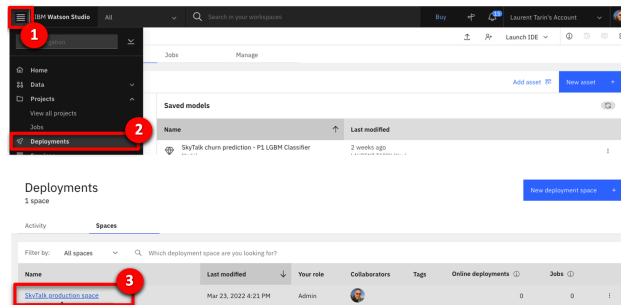 IBM Watson Studio All Search in your workspaces Buy Laurent Tarin's Account
1
Launch IDE
Jobs Manage
Home
Data
Add asset New asset +
Projects
View all projects
Saved models
Jobs
2
Name Last modified
Deployments
SkyTalk churn prediction - P1 LGBM Classifier 2 weeks ago
Deployments
1 space
New deployment space +
Activity Spaces
Filter by: All spaces Which deployment space are you looking for?
3
Name Last modified Your role Collaborators Tags Online deployments Jobs
SkyTalk production space Mar 23, 2022 4:21 PM Admin 0 0